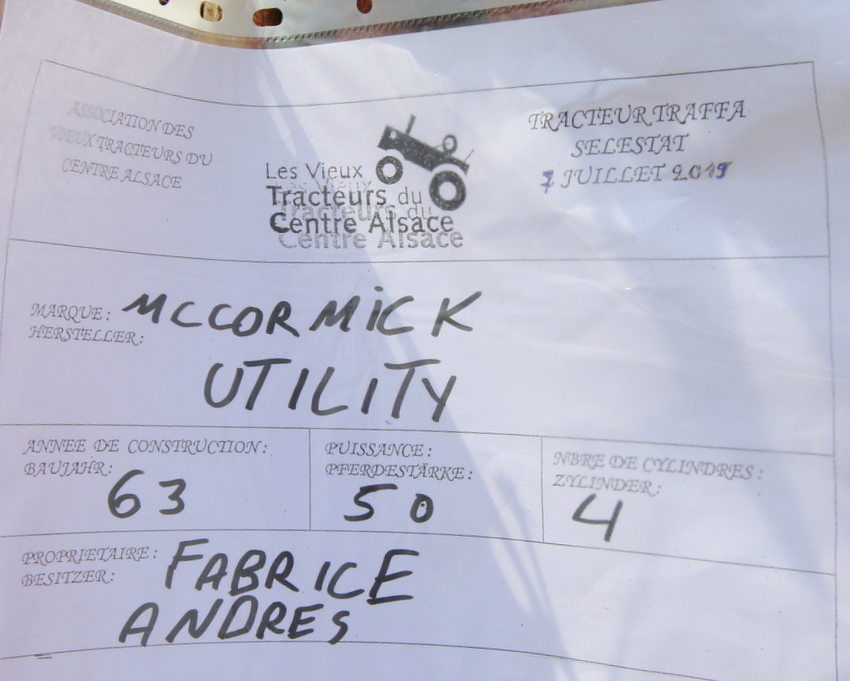 ASSOCIATION DES
VIEUX TRACTEURS DU
CENTRE ALSACE
Les Vieux
Tracteurs du
Centre Alsace
TRACTEUR TRAFFA
SELESTAT
7 JUILLET 2019
MARQUE: MCCORMICK
HERSTELLER:
UTILITY
ANNEE DE CONSTRUCTION:
BAUJAHR:
63
PUISSANCE:
PFERDESTÄRKE:
50
NBRE DE CYLINDRES:
ZYLINDER:
4
PROPRIETAIRE: FABRICE
BESITZER:
ANDRES